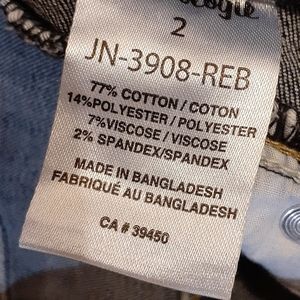 2
JN-3908-REB
77% COTTON / COTON
14%POLYESTER / POLYESTER
7%VISCOSE / VISCOSE
2% SPANDEX/SPANDEX
MADE IN BANGLADESH
FABRIQUÉ AU BANGLADESH
CA # 39450